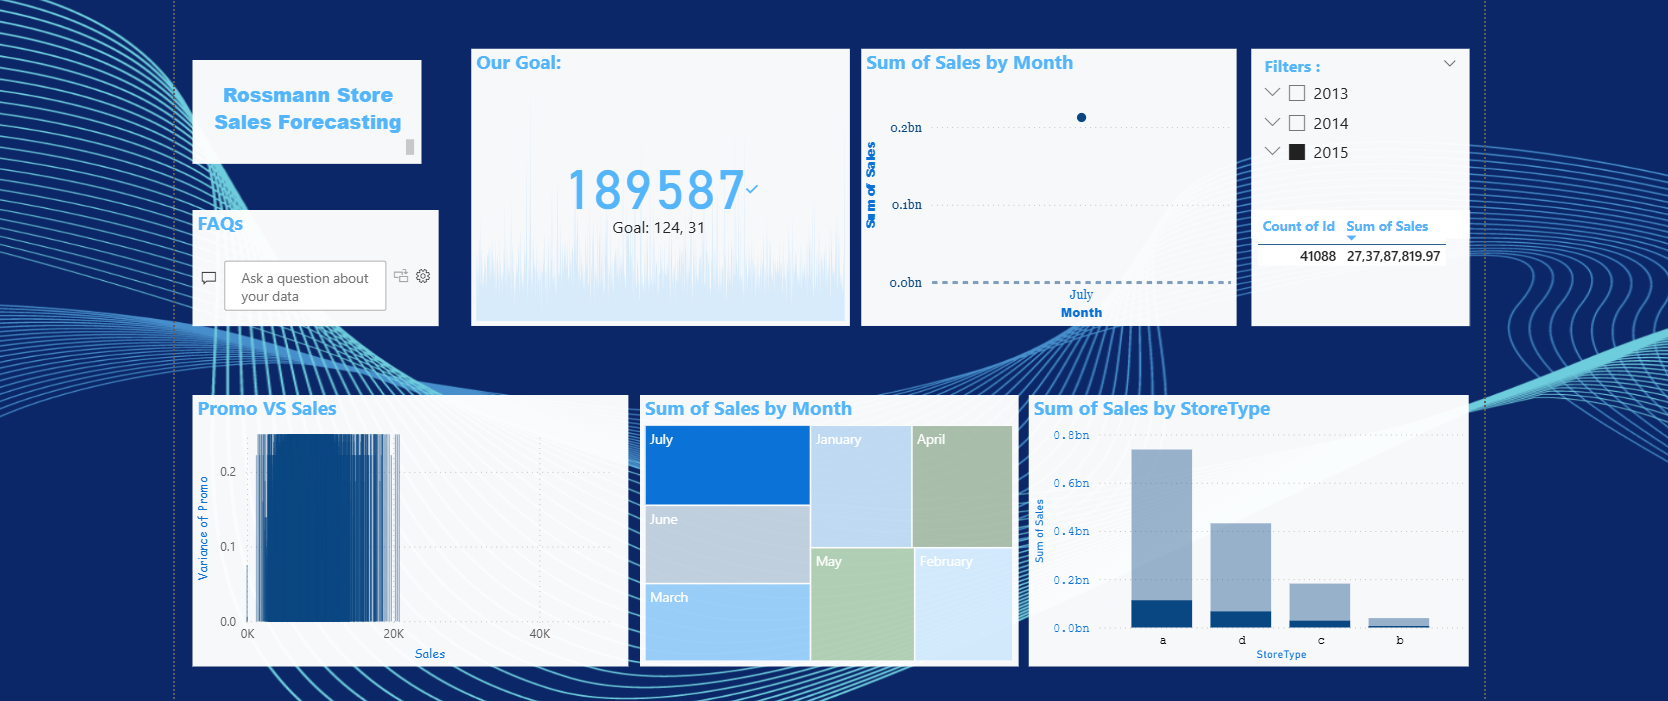 Rossmann Store
Sales Forecasting
FAQs
Ask a question about
your data
Our Goal:
189587
Goal: 124, 31
Sum of Sales by Month
Sum of Sales
0.2bn
0.1bn
0.0bn
July
Month
Filters :
2013
2014
2015
Count of Id Sum of Sales
41088 27,37,87,819.97
Promo VS Sales
Variance of Promo
0.2
0.1
0.0
0K 20K 40K
Sales
Sum of Sales by Month
July
January
April
June
May
February
March
Sum of Sales by StoreType
Sum of Sales
0.8bn
0.6bn
0.4bn
0.2bn
0.0bn
a d c b
StoreType